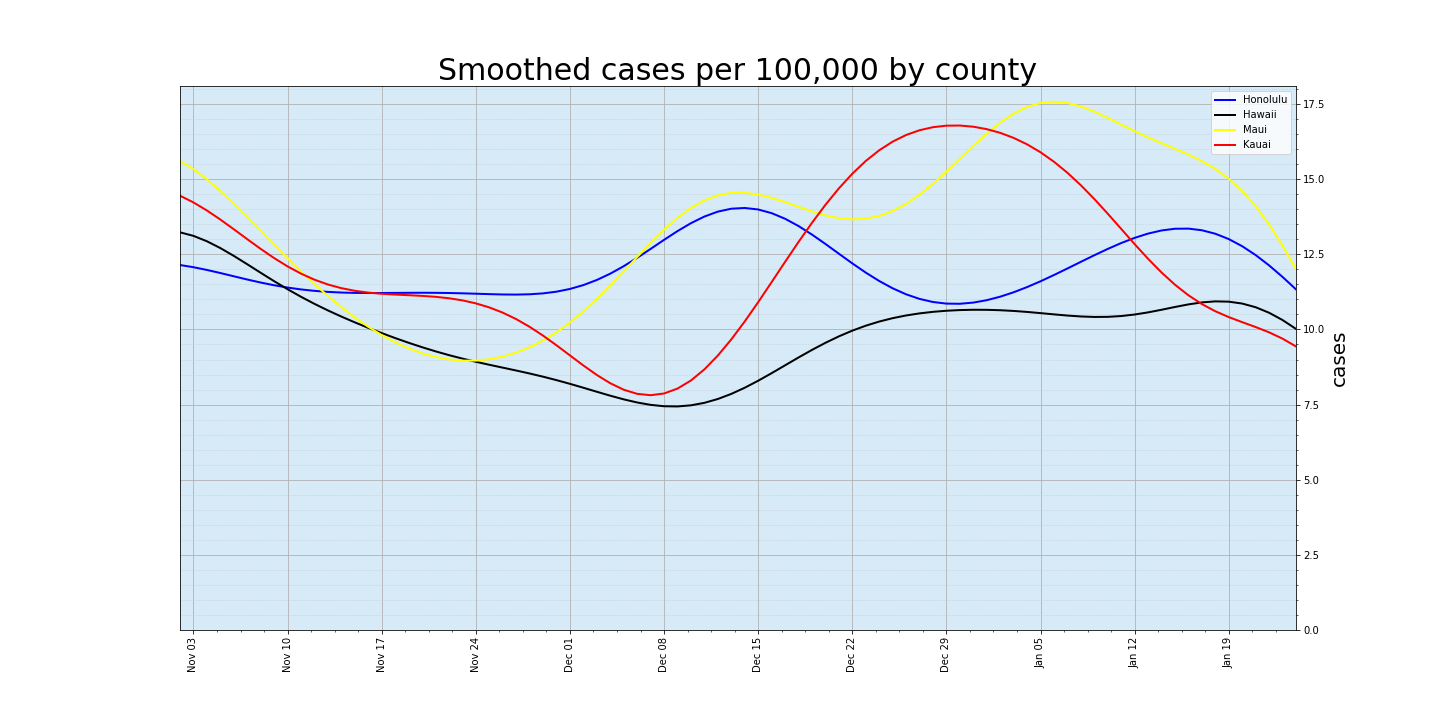 Smoothed cases per 100,000 by county
Honolulu
Hawaii
Maui
Kauai
17.5
15.0
12.5
10.0
7.5
5.0
2.5
0.0
cases
Nov 03
Nov 10
Nov 17
Nov 24
Dec 01
Dec 08
Dec 15
Dec 22
Dec 29
Jan 05
Jan 12
Jan 19